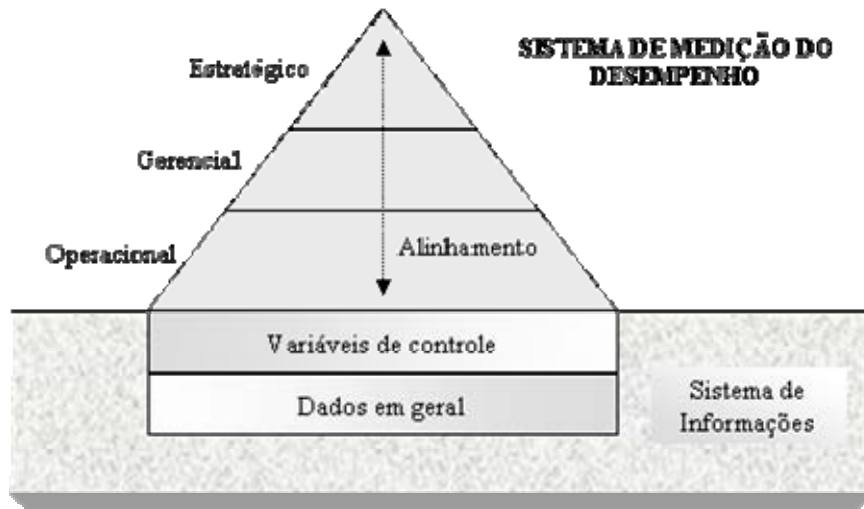 SISTEMA DE MEDIÇÃO DO
DESEMPENHO
Estratégico
Gerencial
Operacional
Alinhamento
Variáveis de controle
Dados em geral
Sistema de
Informações